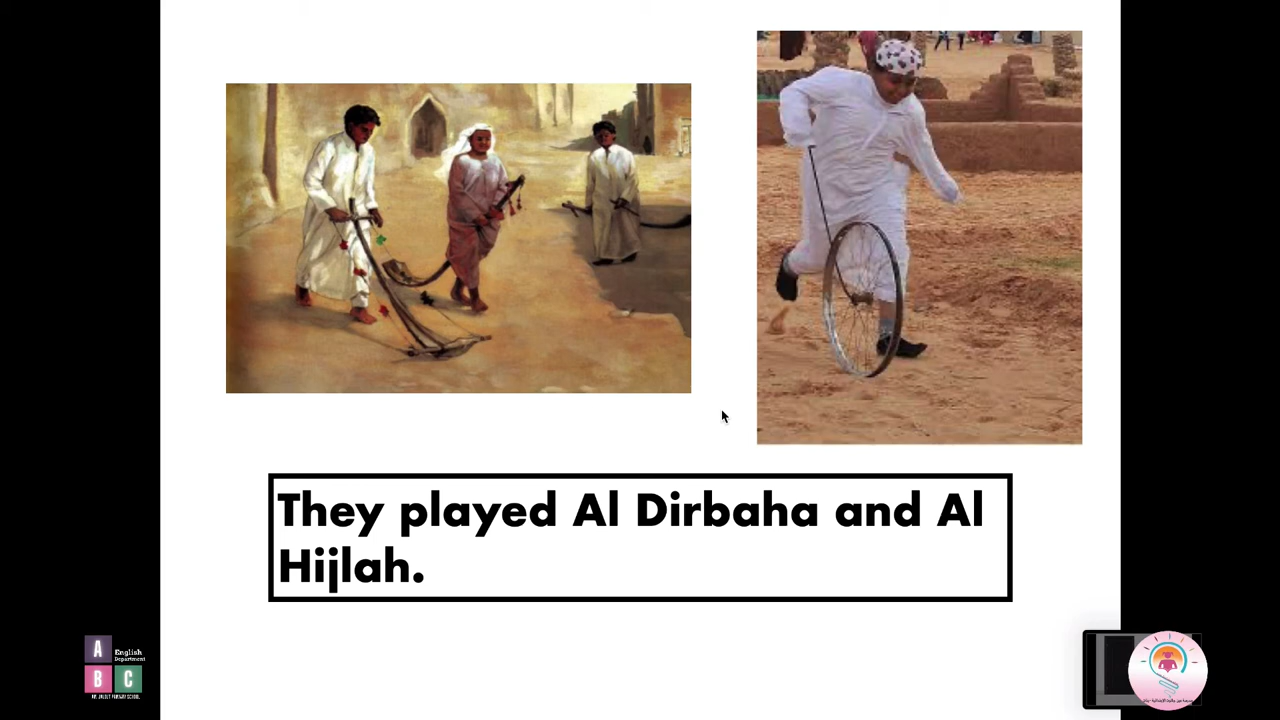 They played Al Dirbaha and Al
Hijlah.
A English
Department
B C